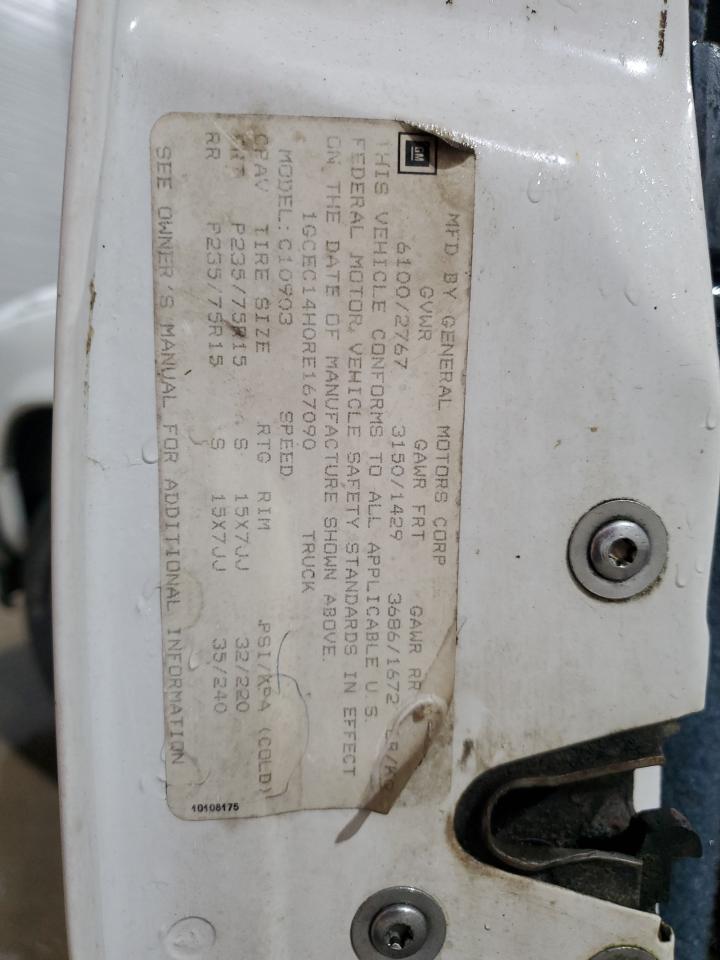 GM
MFD BY GENERAL MOTORS CORP
GVWR GAWR FRT GAWR RR
6100/2767 3150/1429 3686/1672
THIS VEHICLE CONFORMS TO ALL APPLICABLE U.S.
FEDERAL MOTOR VEHICLE SAFETY STANDARDS IN EFFECT
ON THE DATE OF MANUFACTURE SHOWN ABOVE.
1GCEC14H0RE167090 TRUCK
MODEL: C10903 SPEED
GPAV TIRE SIZE RTG RIM PSI/KPA (COLD)
FRT P235/75R15 S 15X7JJ 32/220
RR P235/75R15 S 15X7JJ 35/240
SEE OWNER'S MANUAL FOR ADDITIONAL INFORMATION
10108175